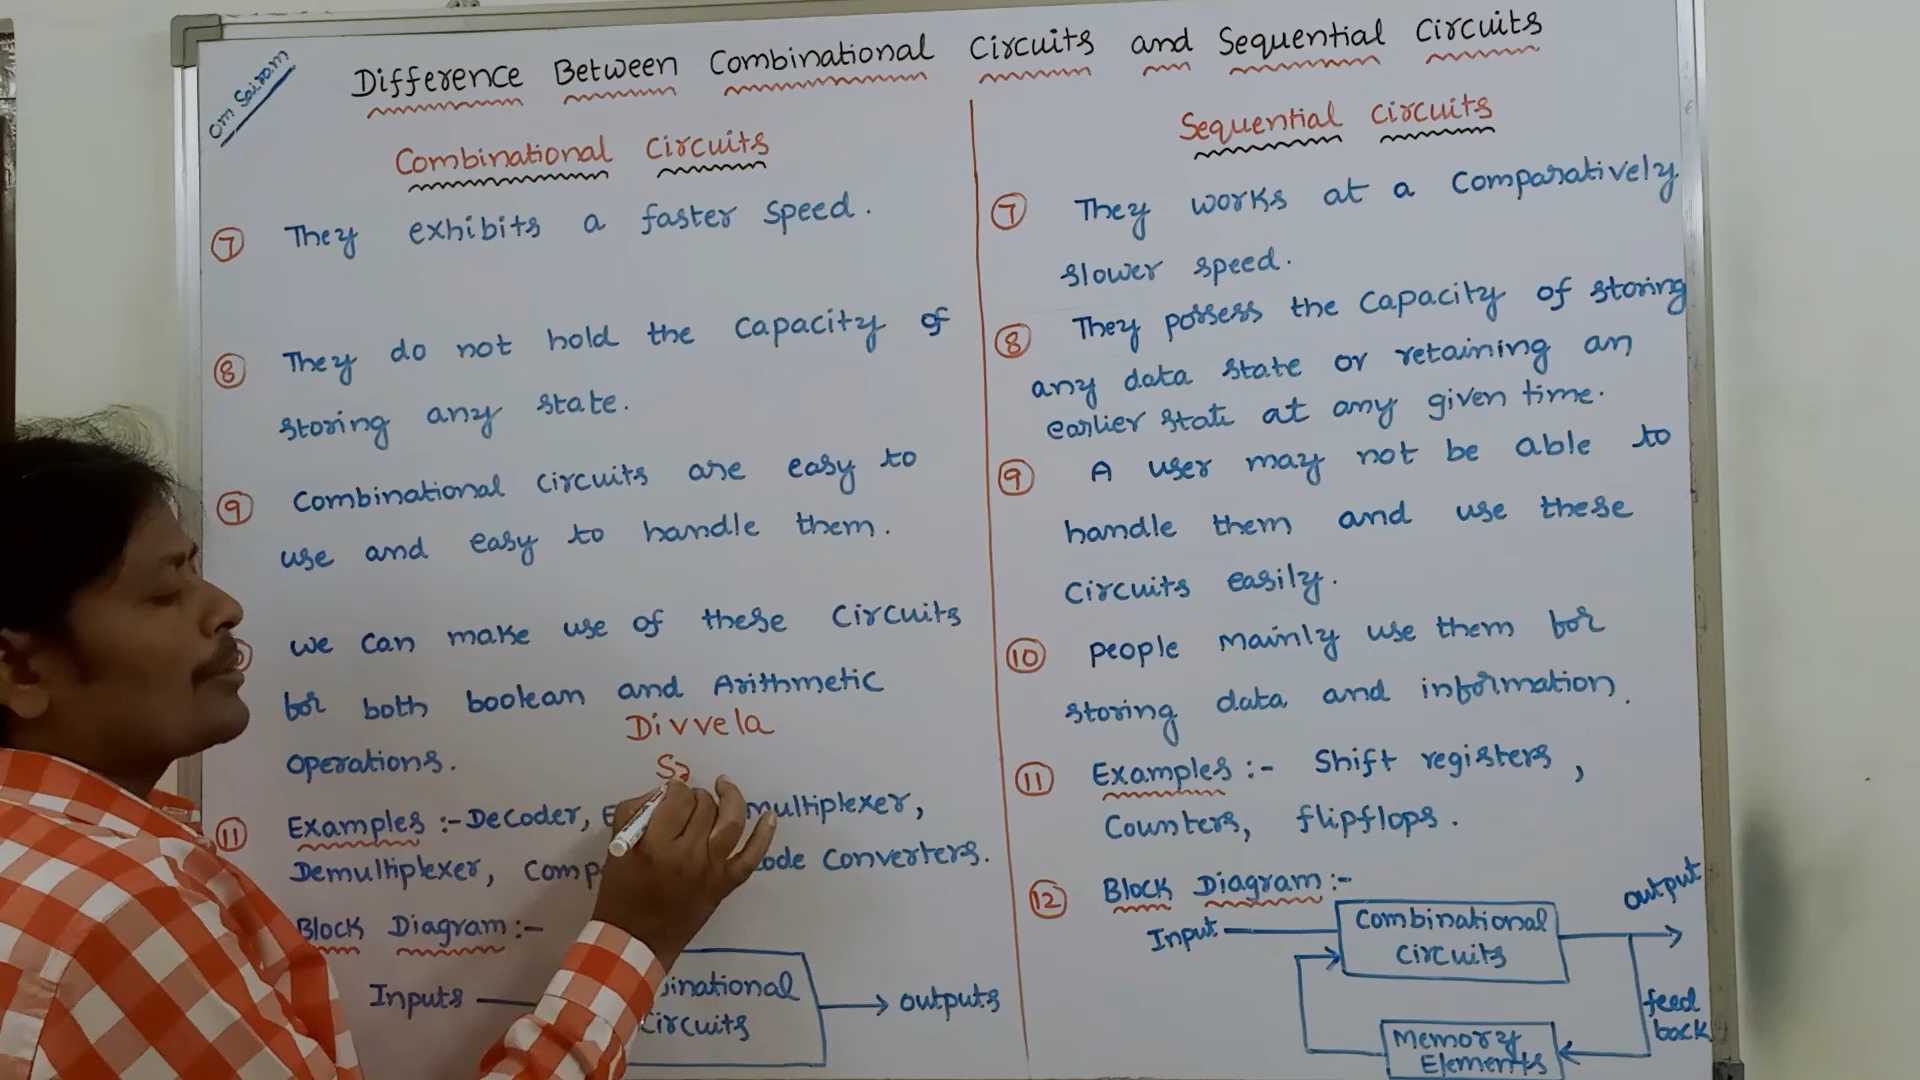 Om Sairam
Difference Between Combinational Circuits and Sequential Circuits
Combinational Circuits
⑦ They exhibits a faster speed.
⑧ They do not hold the capacity of
storing any state.
⑨ Combinational circuits are easy to
use and easy to handle them.
we can make use of these circuits
for both boolean and Arithmetic
operations.
Divvela
⑪ Examples :- Decoder, multiplexer,
Demultiplexer, Converters.
Block Diagram :-
Inputs
Circuits
outputs
Sequential Circuits
⑦ They works at a comparatively
slower speed.
⑧ They possess the capacity of storing
any data state or retaining an
earlier state at any given time.
⑨ A user may not be able to
handle them and use these
circuits easily.
⑩ people mainly use them for
storing data and information.
⑪ Examples :- Shift registers,
Counters, flipflops.
⑫ Block Diagram :-
Input
Combinational
circuits
output
feed
back
Memory
Elements